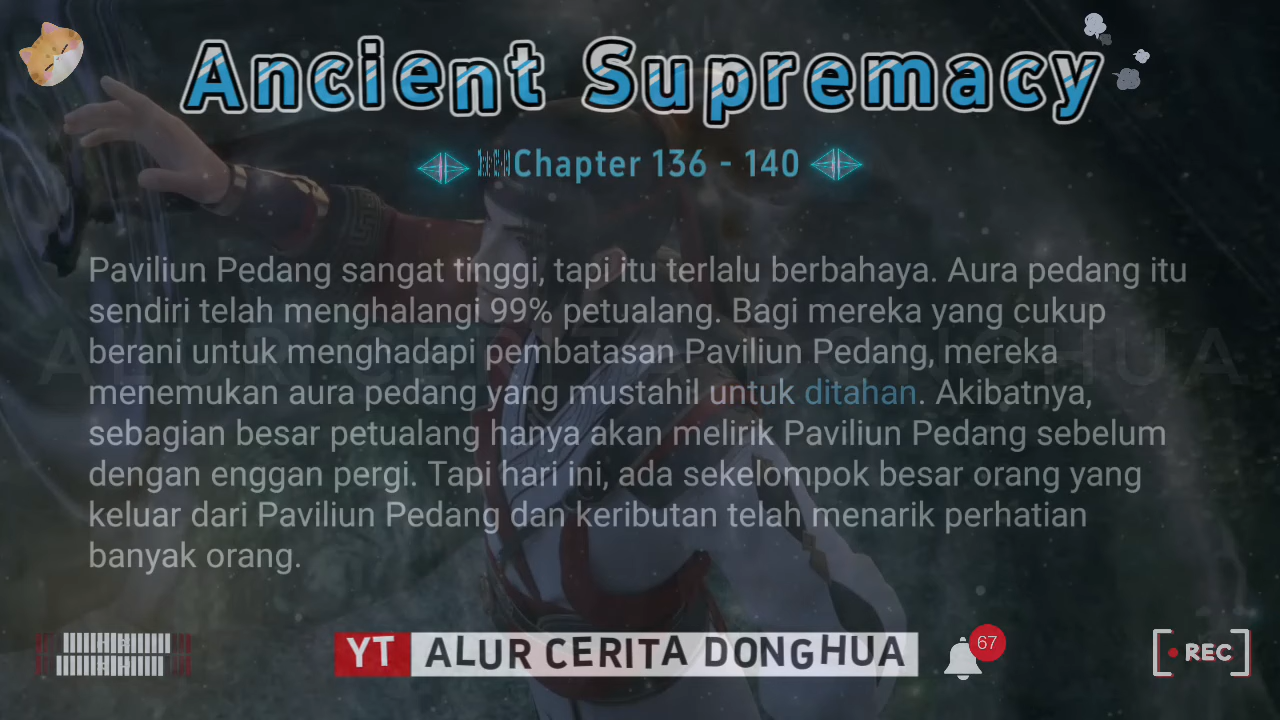 Ancient Supremacy
Chapter 136 - 140
Paviliun Pedang sangat tinggi, tapi itu terlalu berbahaya. Aura pedang itu
sendiri telah menghalangi 99% petualang. Bagi mereka yang cukup
berani untuk menghadapi pembatasan Paviliun Pedang, mereka
menemukan aura pedang yang mustahil untuk ditahan. Akibatnya,
sebagian besar petualang hanya akan melirik Paviliun Pedang sebelum
dengan enggan pergi. Tapi hari ini, ada sekelompok besar orang yang
keluar dari Paviliun Pedang dan keributan telah menarik perhatian
banyak orang.
ALUR CERITA DONGHUA
YT ALUR CERITA DONGHUA
67
REC